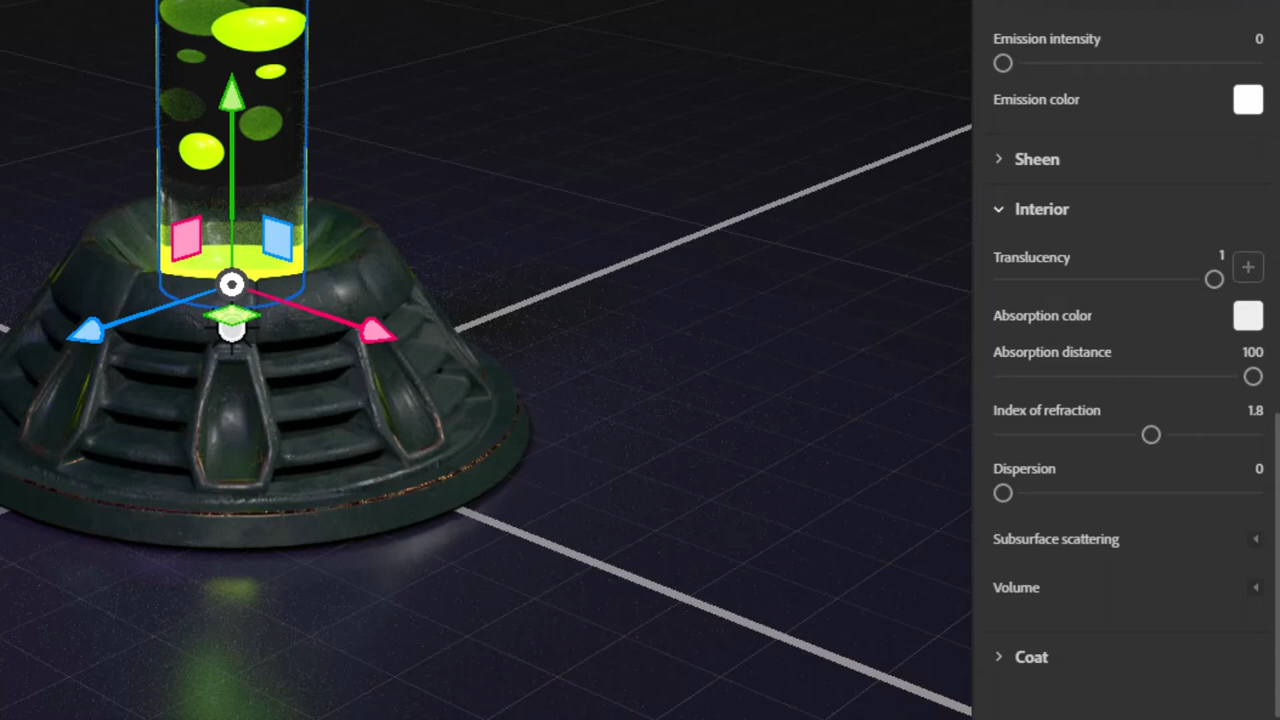 Emission intensity 0
Emission color
Sheen
Interior
Translucency 1
Absorption color
Absorption distance 100
Index of refraction 1.8
Dispersion 0
Subsurface scattering
Volume
Coat